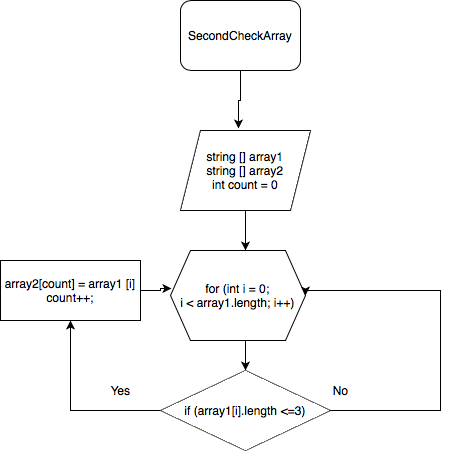 SecondCheckArray
string [] array1
string [] array2
int count = 0
for (int i = 0;
i < array1.length; i++)
array2[count] = array1 [i]
count++;
if (array1[i].length <=3)
Yes
No